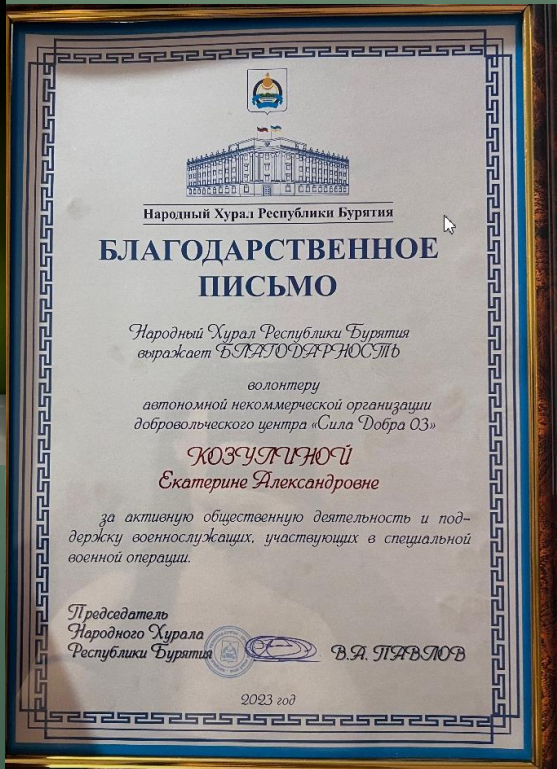 Народный Хурал Республики Бурятия
БЛАГОДАРСТВЕННОЕ
ПИСЬМО
Народный Хурал Республики Бурятия
выражает БЛАГОДАРНОСТЬ
волонтеру
автономной некоммерческой организации
добровольческого центра «Сила Добра 03»
КОЗУЛИНОЙ
Екатерине Александровне
за активную общественную деятельность и под-
держку военнослужащих, участвующих в специальной
военной операции.
Председатель
Народного Хурала
Республики Бурятия В.А. ПАВЛОВ
2023 год